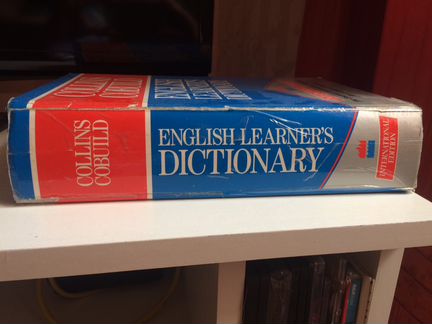 COLLINS
COBUILD
ENGLISH LEARNER'S
DICTIONARY
INTERNATIONAL
EDITION